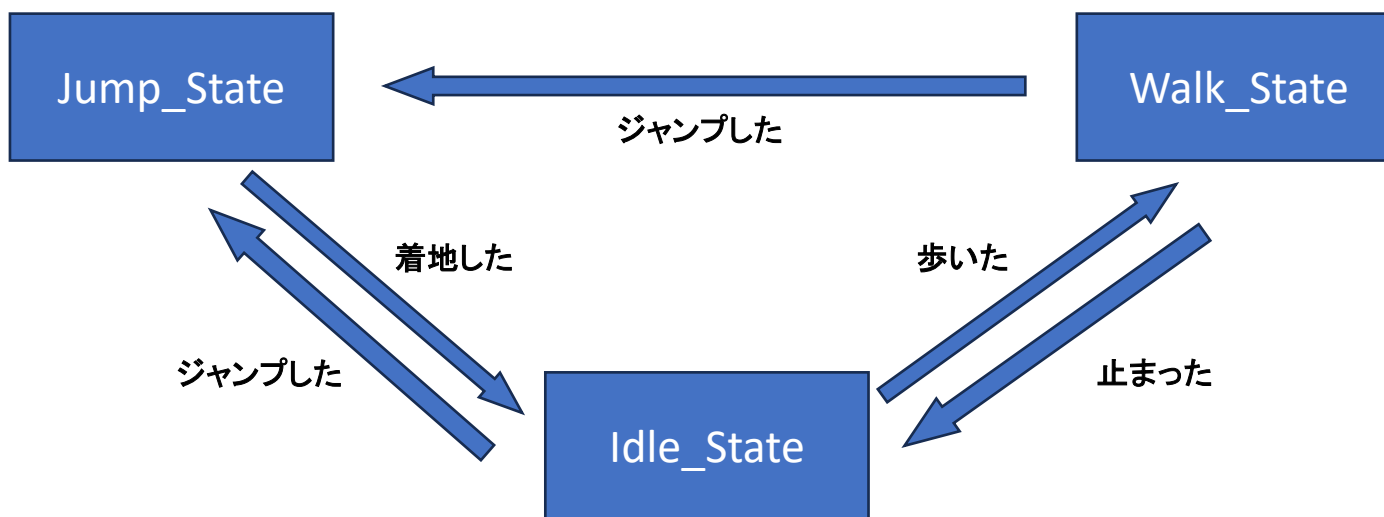 Jump_State
Walk_State
ジャンプした
着地した
歩いた
ジャンプした
止まった
Idle_State